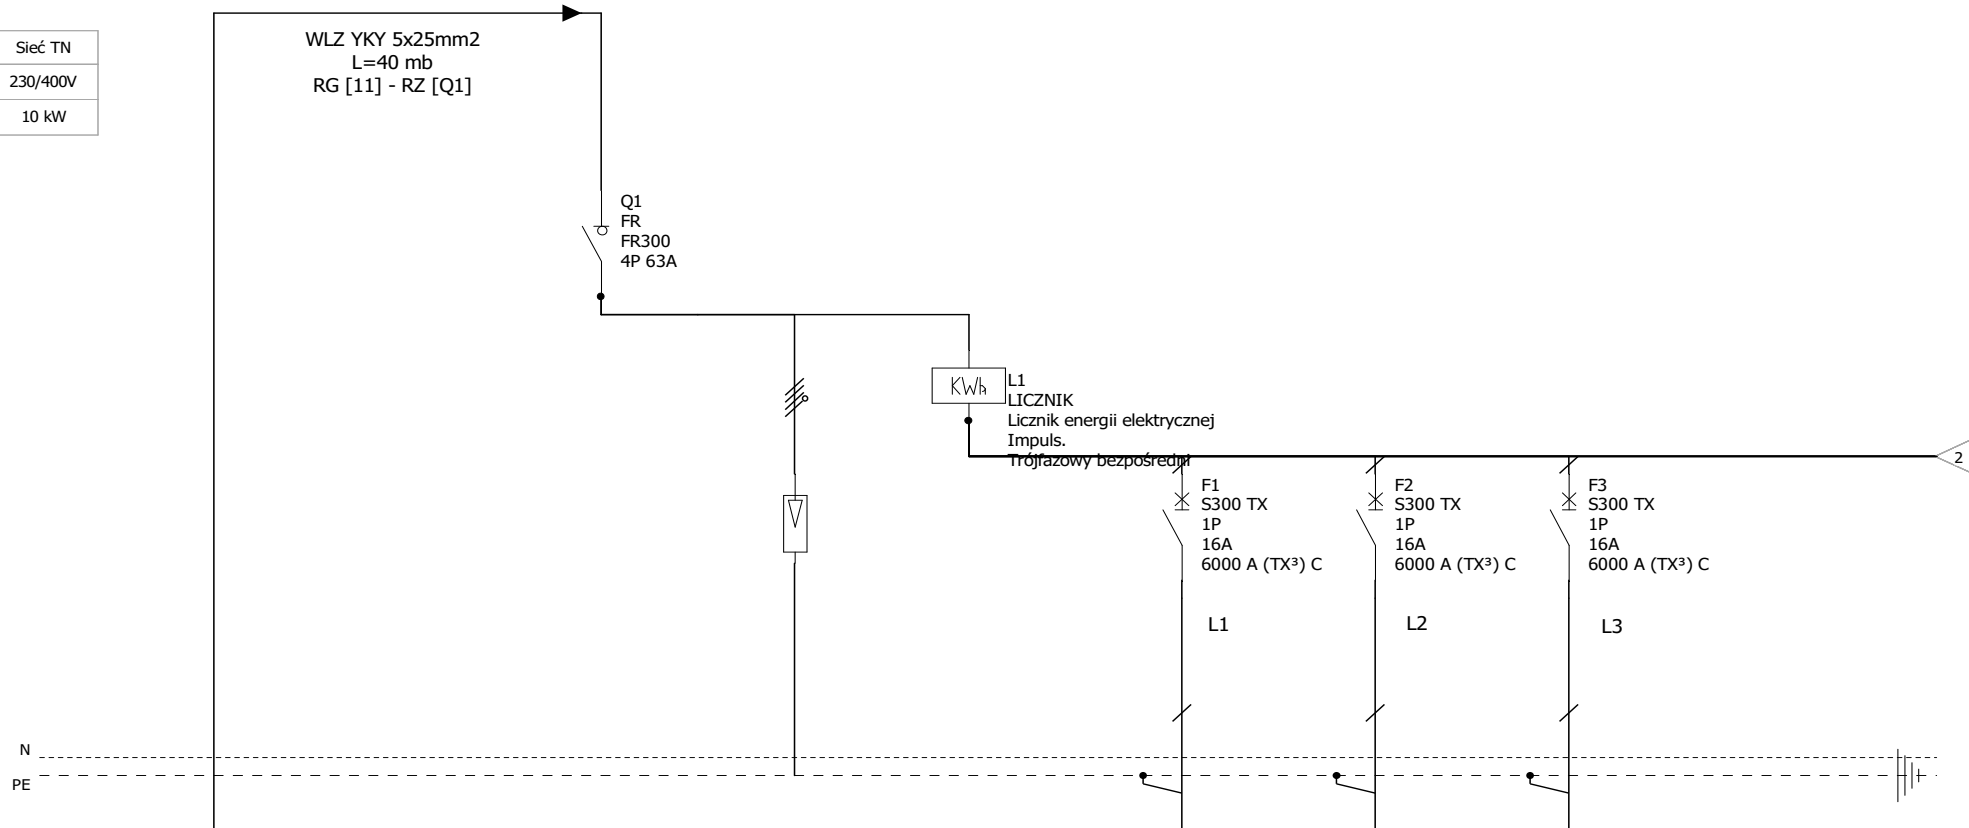 Sieć TN
230/400V
10 kW
WLZ YKY 5x25mm2
L=40 mb
RG [11] - RZ [Q1]
Q1
FR
FR300
4P 63A
KWh
L1
LICZNIK
Licznik energii elektrycznej
Impuls.
Trójfazowy bezpośredni
2
F1
S300 TX
1P
16A
6000 A (TX³) C
F2
S300 TX
1P
16A
6000 A (TX³) C
F3
S300 TX
1P
16A
6000 A (TX³) C
L1
L2
L3
N
PE